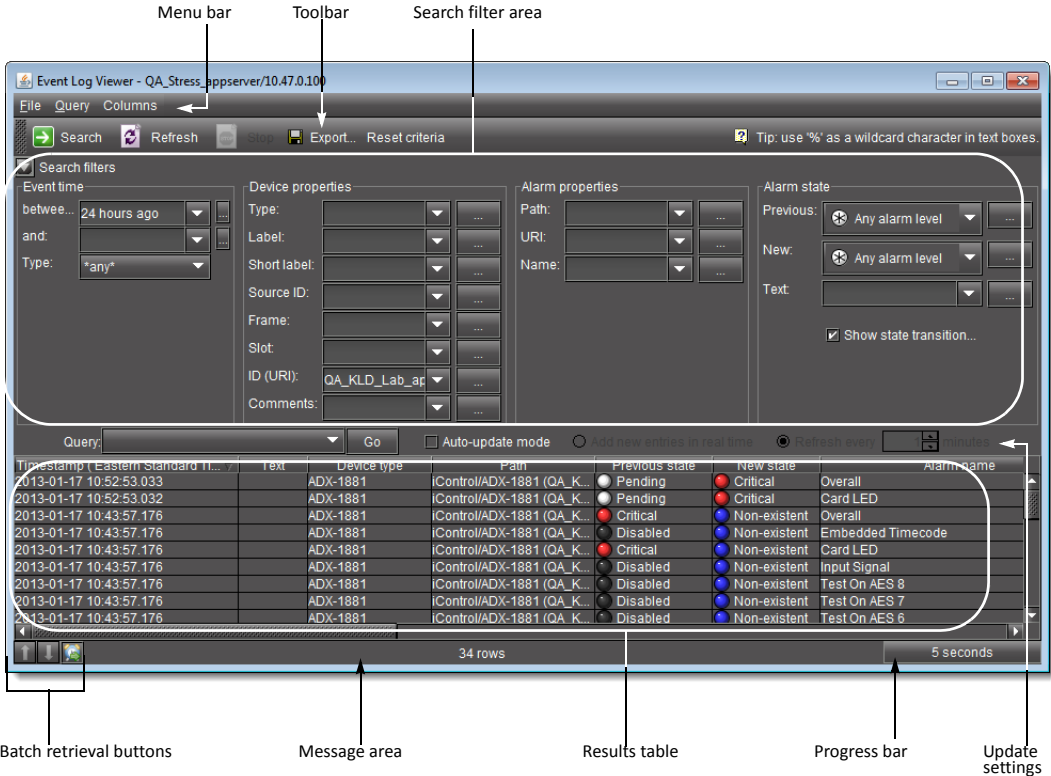 Menu bar
Toolbar
Search filter area
Event Log Viewer - QA_Stress_appserver/10.47.0.100
File Query Columns
Search Refresh Stop Export... Reset criteria Tip: use '%' as a wildcard character in text boxes.
Search filters
Event time
betwee... 24 hours ago ...
and: ...
Type: *any*
Device properties
Type: ...
Label: ...
Short label: ...
Source ID: ...
Frame: ...
Slot: ...
ID (URI): QA_KLD_Lab_ap ...
Comments: ...
Alarm properties
Path: ...
URI: ...
Name: ...
Alarm state
Previous: Any alarm level ...
New: Any alarm level ...
Text: ...
Show state transition...
Query: Go Auto-update mode Add new entries in real time Refresh every 1 minutes
Timestamp ( Eastern Standard Ti... Text Device type Path Previous state New state Alarm name
2013-01-17 10:52:53.033 ADX-1881 iControl/ADX-1881 (QA_K... Pending Critical Overall
2013-01-17 10:52:53.032 ADX-1881 iControl/ADX-1881 (QA_K... Pending Critical Card LED
2013-01-17 10:43:57.176 ADX-1881 iControl/ADX-1881 (QA_K... Critical Non-existent Overall
2013-01-17 10:43:57.176 ADX-1881 iControl/ADX-1881 (QA_K... Disabled Non-existent Embedded Timecode
2013-01-17 10:43:57.176 ADX-1881 iControl/ADX-1881 (QA_K... Critical Non-existent Card LED
2013-01-17 10:43:57.176 ADX-1881 iControl/ADX-1881 (QA_K... Disabled Non-existent Input Signal
2013-01-17 10:43:57.176 ADX-1881 iControl/ADX-1881 (QA_K... Disabled Non-existent Test On AES 8
2013-01-17 10:43:57.176 ADX-1881 iControl/ADX-1881 (QA_K... Disabled Non-existent Test On AES 7
2013-01-17 10:43:57.176 ADX-1881 iControl/ADX-1881 (QA_K... Disabled Non-existent Test On AES 6
34 rows
5 seconds
Batch retrieval buttons
Message area
Results table
Progress bar
Update
settings